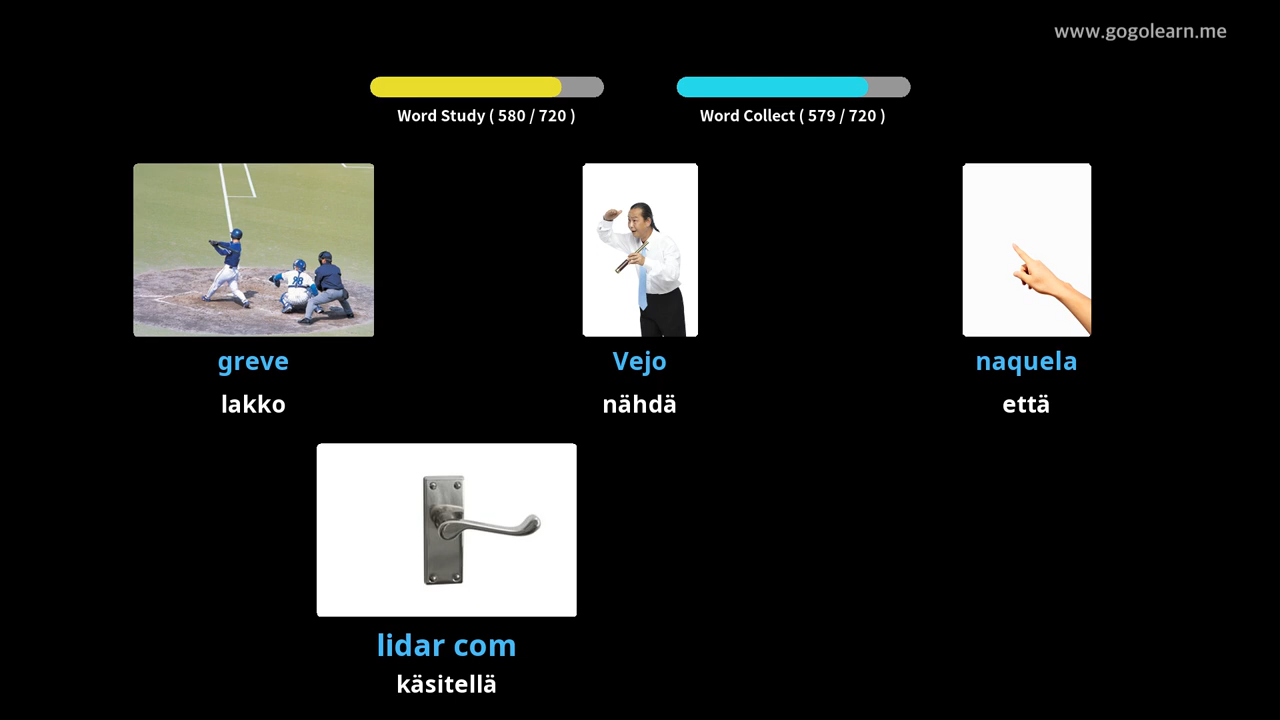 www.gogolearn.me
Word Study ( 580 / 720 )
Word Collect ( 579 / 720 )
greve
lakko
Vejo
nähdä
naquela
että
lidar com
käsitellä